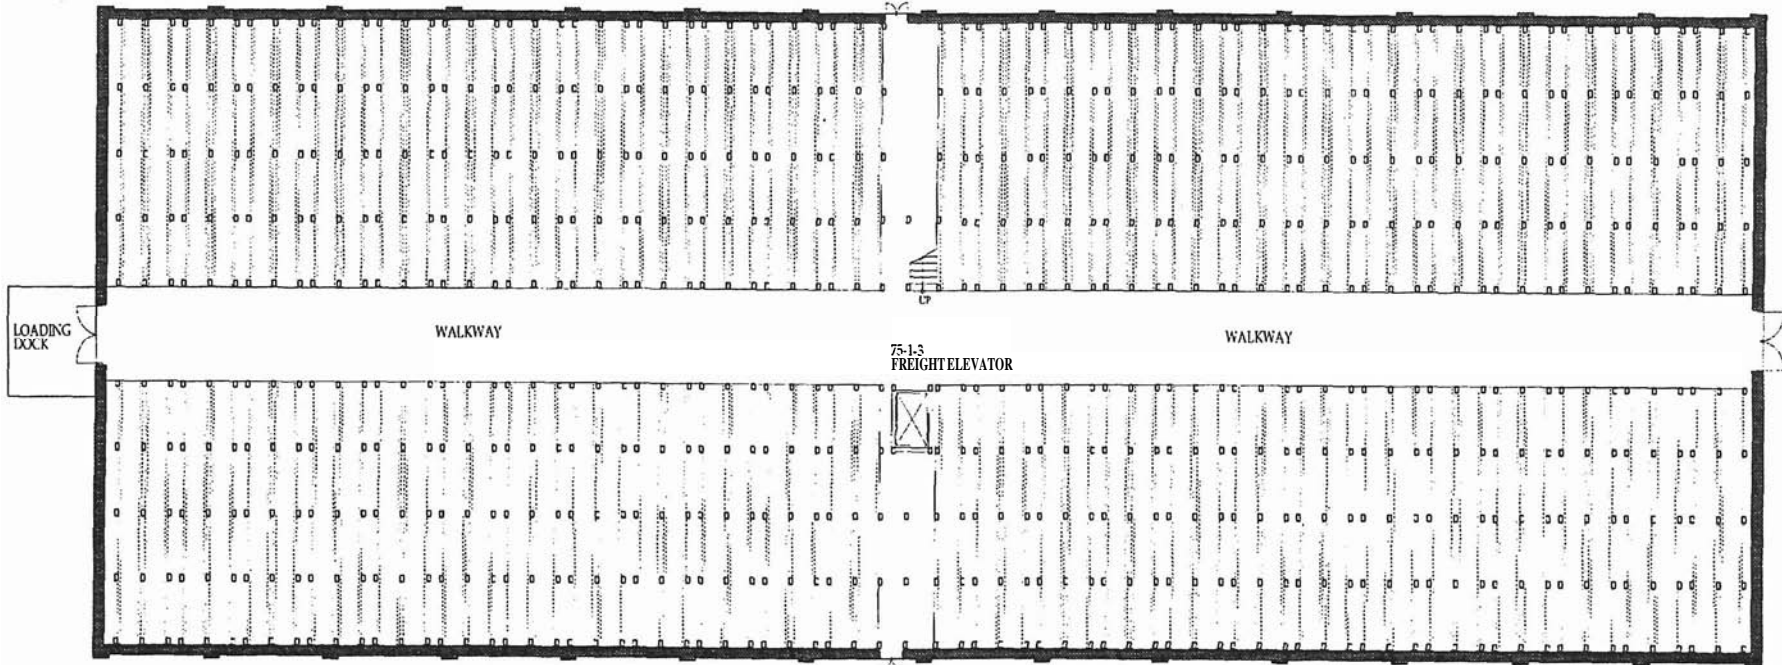 UP
LOADING
DOCK
WALKWAY
WALKWAY
75-1-3
FREIGHT ELEVATOR